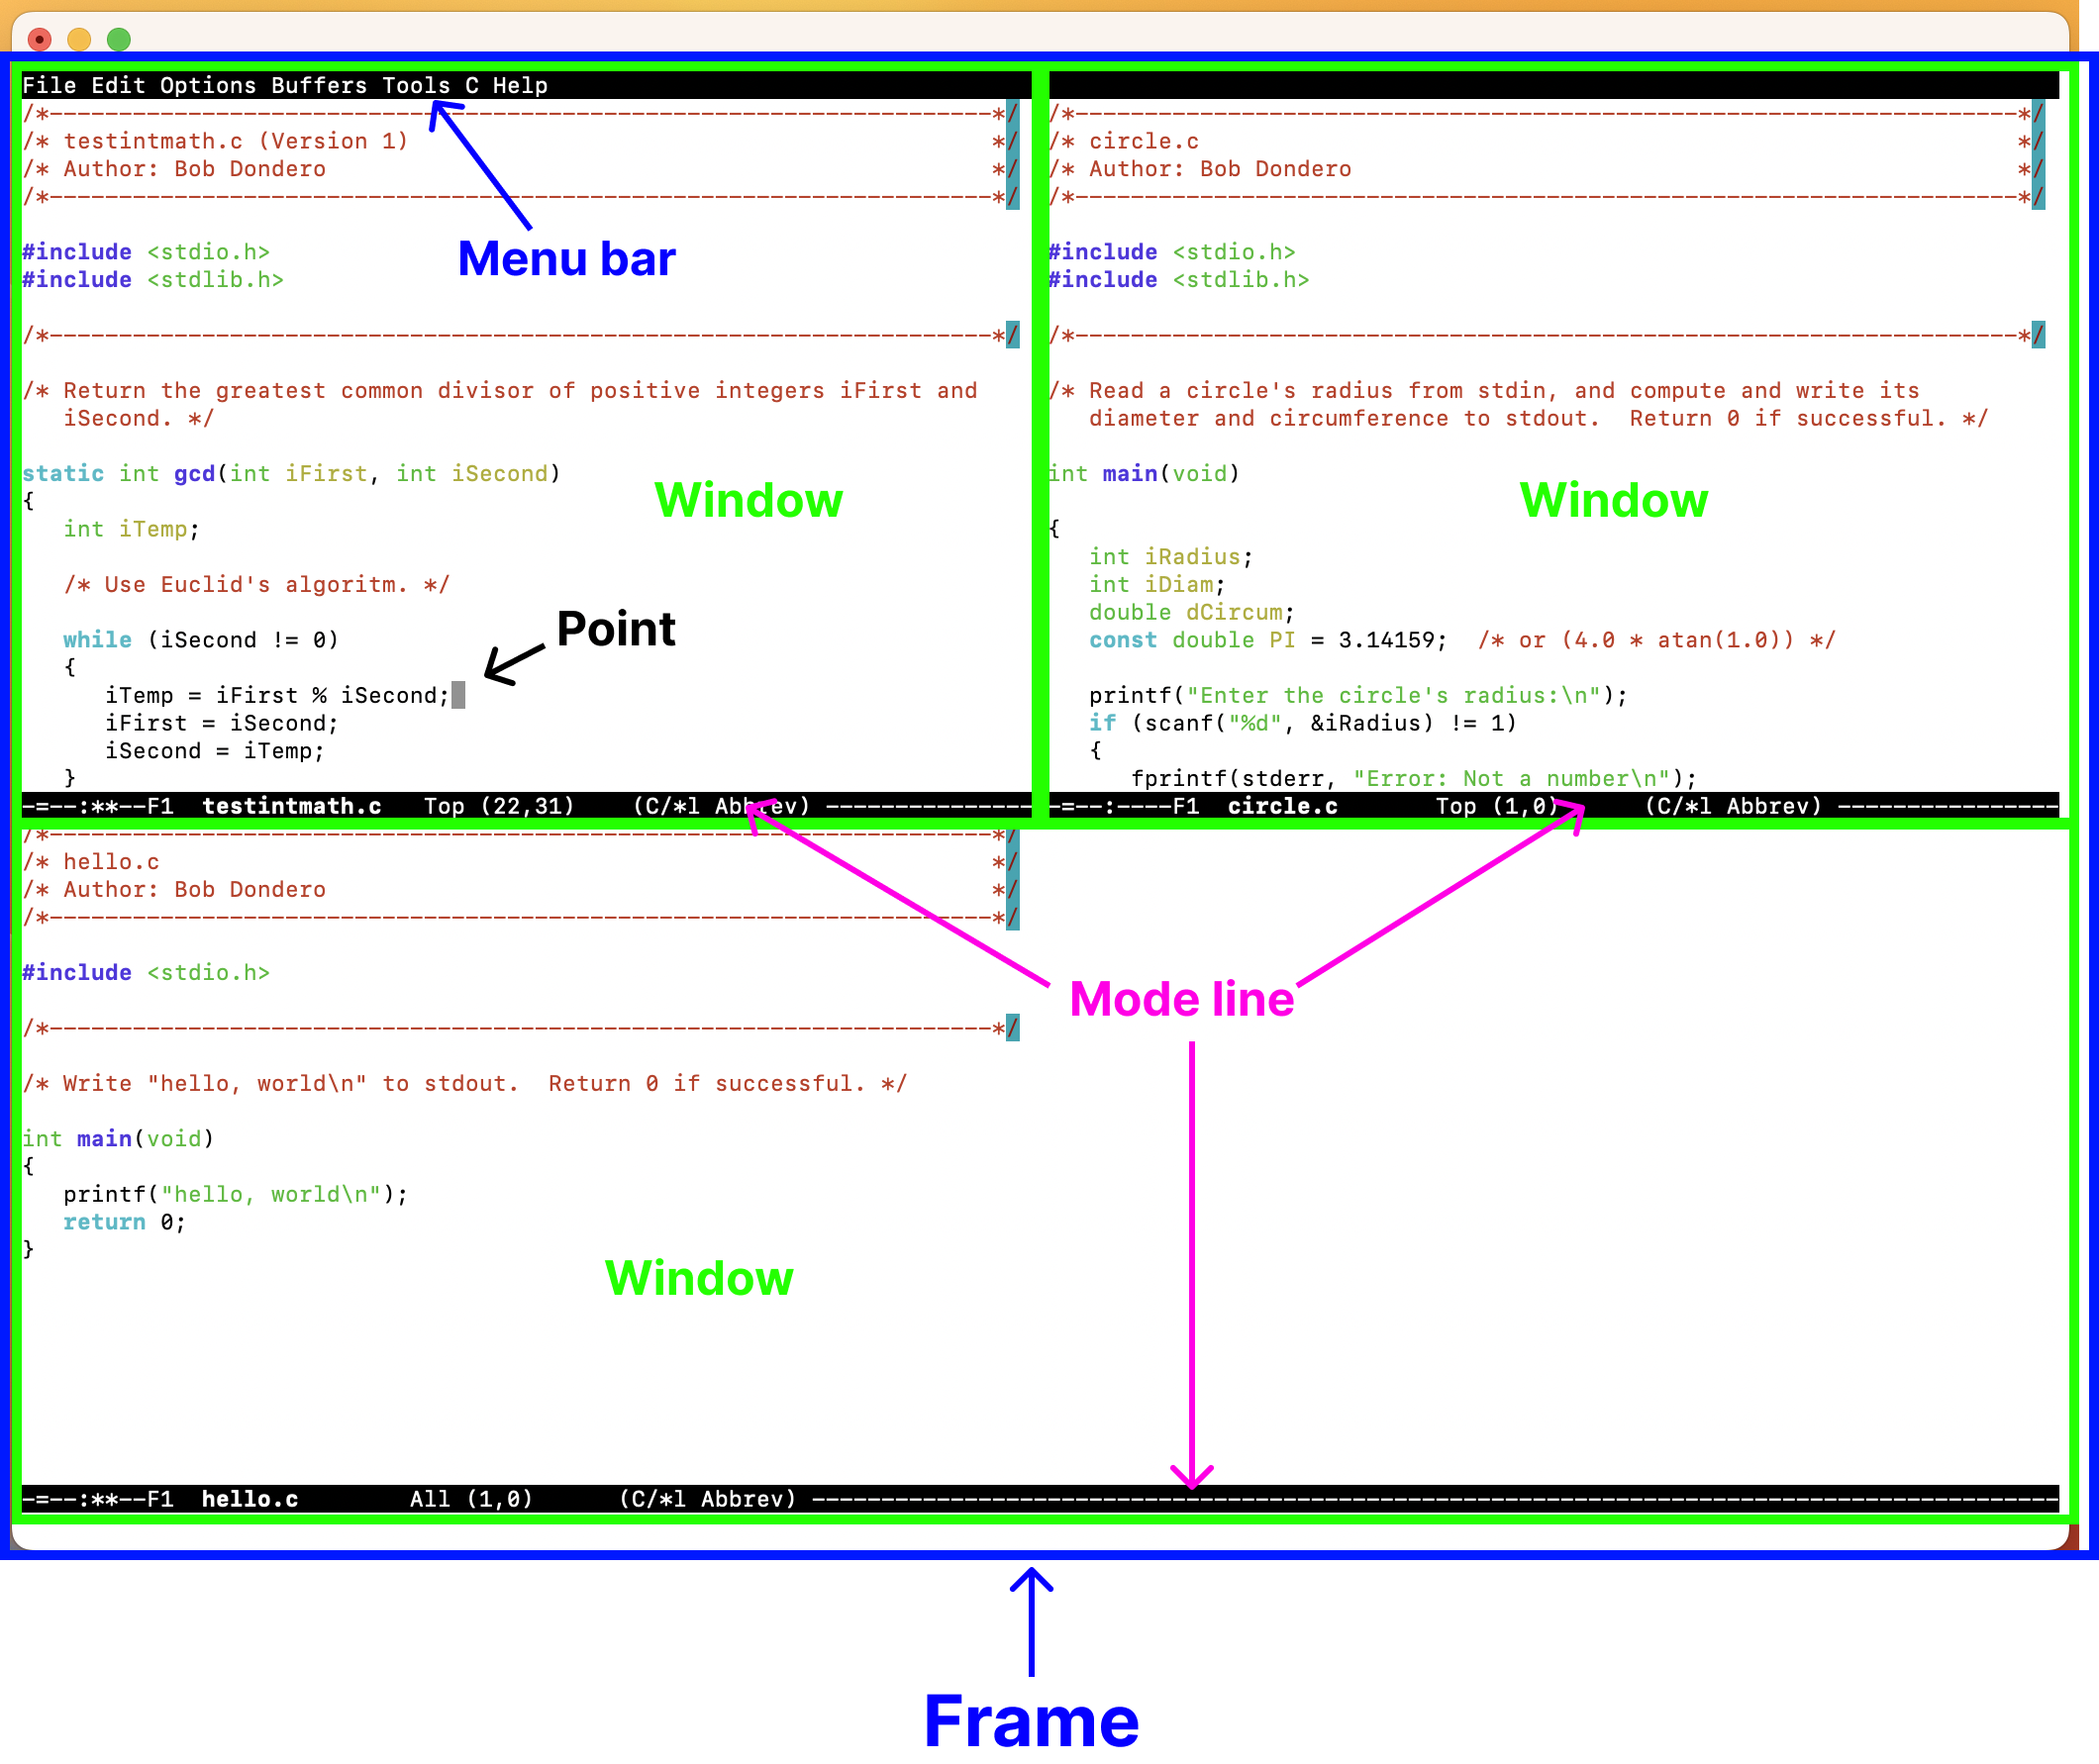 File Edit Options Buffers Tools C Help
/*--------------------------------------------------------------------*/
/* testintmath.c (Version 1)                                          */
/* Author: Bob Dondero                                                */
/*--------------------------------------------------------------------*/
#include <stdio.h>
#include <stdlib.h>
Menu bar
/*--------------------------------------------------------------------*/
/* Return the greatest common divisor of positive integers iFirst and
   iSecond. */
static int gcd(int iFirst, int iSecond)
{
Window
   int iTemp;
   /* Use Euclid's algoritm. */
Point
   while (iSecond != 0)
   {
      iTemp = iFirst % iSecond;
      iFirst = iSecond;
      iSecond = iTemp;
   }
-=--:**--F1  testintmath.c   Top (22,31)    (C/*l Abbrev) ----------------
/*--------------------------------------------------------------------*/
/* circle.c                                                           */
/* Author: Bob Dondero                                                */
/*--------------------------------------------------------------------*/
#include <stdio.h>
#include <stdlib.h>
/*--------------------------------------------------------------------*/
/* Read a circle's radius from stdin, and compute and write its
   diameter and circumference to stdout.  Return 0 if successful. */
int main(void)
Window
{
   int iRadius;
   int iDiam;
   double dCircum;
   const double PI = 3.14159;  /* or (4.0 * atan(1.0)) */
   printf("Enter the circle's radius:\n");
   if (scanf("%d", &iRadius) != 1)
   {
      fprintf(stderr, "Error: Not a number\n");
-=--:----F1  circle.c       Top (1,0)      (C/*l Abbrev) ----------------
/*--------------------------------------------------------------------*/
/* hello.c                                                            */
/* Author: Bob Dondero                                                */
/*--------------------------------------------------------------------*/
#include <stdio.h>
Mode line
/*--------------------------------------------------------------------*/
/* Write "hello, world\n" to stdout.  Return 0 if successful. */
int main(void)
{
   printf("hello, world\n");
   return 0;
}
Window
-=--:**--F1  hello.c        All (1,0)      (C/*l Abbrev) ------------------------------------------------------------------------------------------
Frame